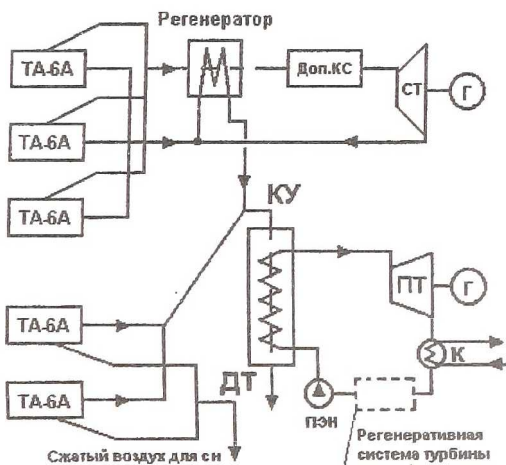 Регенератор
ТА-6А
Доп.КС
СТ
Г
ТА-6А
ТА-6А
КУ
ПТ
Г
ТА-6А
К
ТА-6А
ДТ
ПЭН
Сжатый воздух для сн
Регенеративная
система турбины